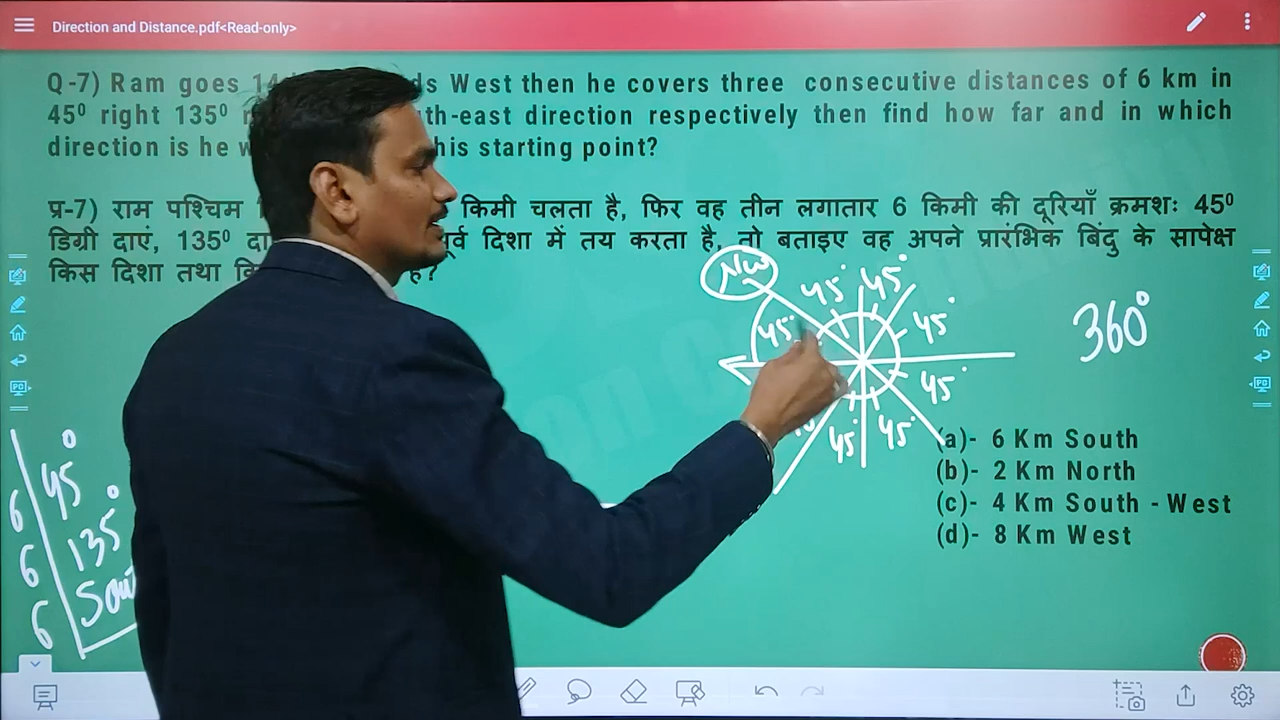 Direction and Distance.pdf<Read-only>
Q-7) Ram goes West then he covers three consecutive distances of 6 km in
45⁰ right 135⁰ direction respectively then find how far and in which
direction is he his starting point?
प्र-7) राम पश्चिम किमी चलता है, फिर वह तीन लगातार 6 किमी की दूरियाँ क्रमशः 45⁰
डिग्री दाएं, 135⁰ दिशा में तय करता है, तो बताइए वह अपने प्रारंभिक बिंदु के सापेक्ष
किस दिशा तथा है?
NW 45° 45° 45° 45° 360°
45° 45° 45°
(a)- 6 Km South
(b)- 2 Km North
(c)- 4 Km South - West
(d)- 8 Km West
6 45°
6 135°
6